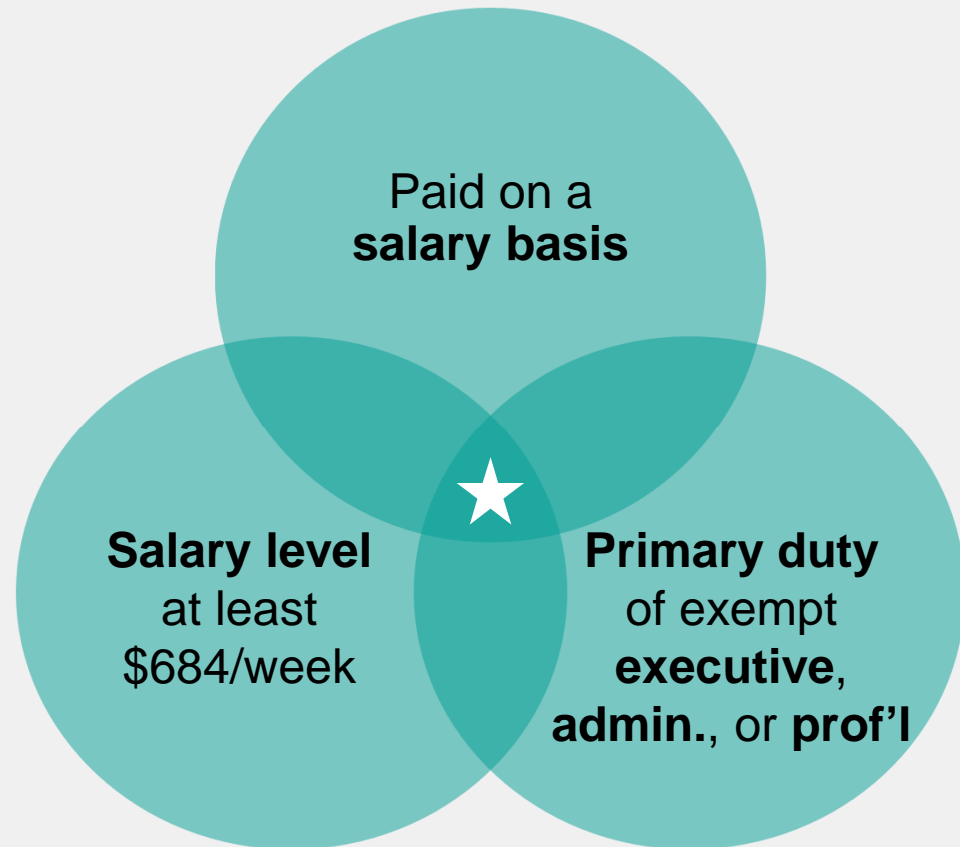 Paid on a
salary basis
Salary level
at least
$684/week
Primary duty
of exempt
executive,
admin., or prof’l